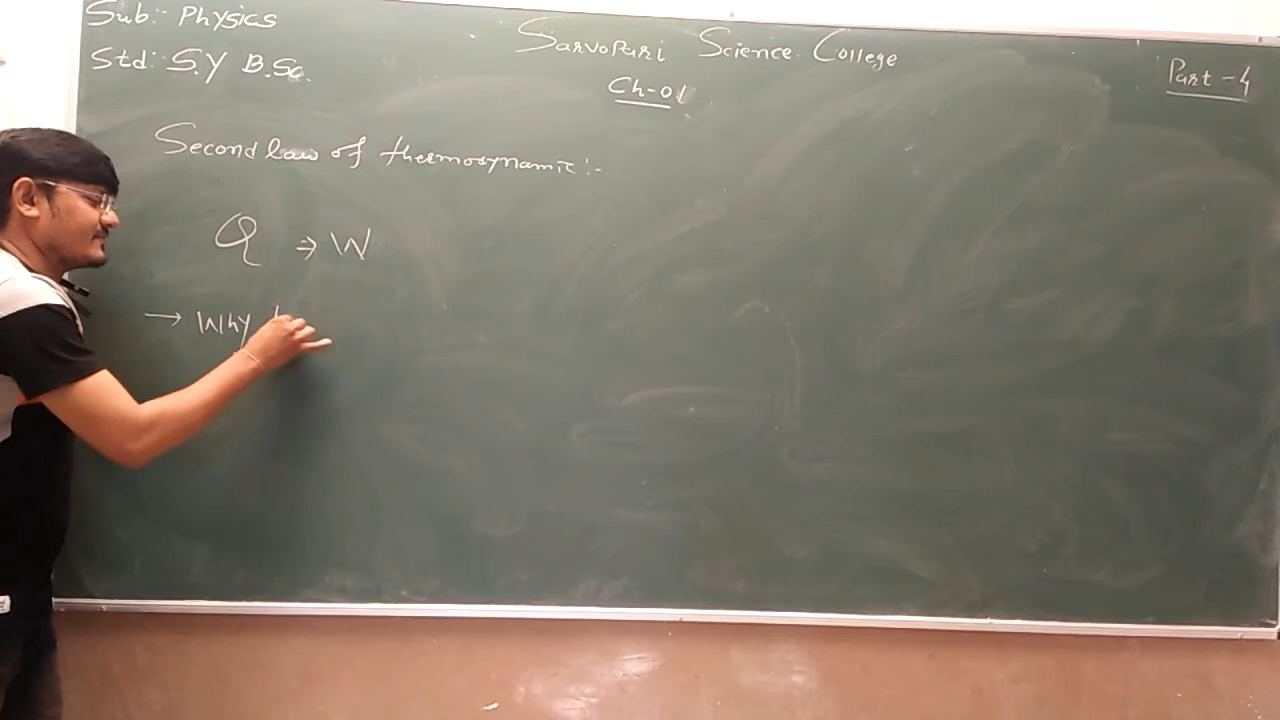 Sub:- Physics
Std:- S.Y B.Sc.
Sarvopari Science College
Ch-01
Part-4
Second law of thermodynamic:-
Q ⇒ W
→ Why